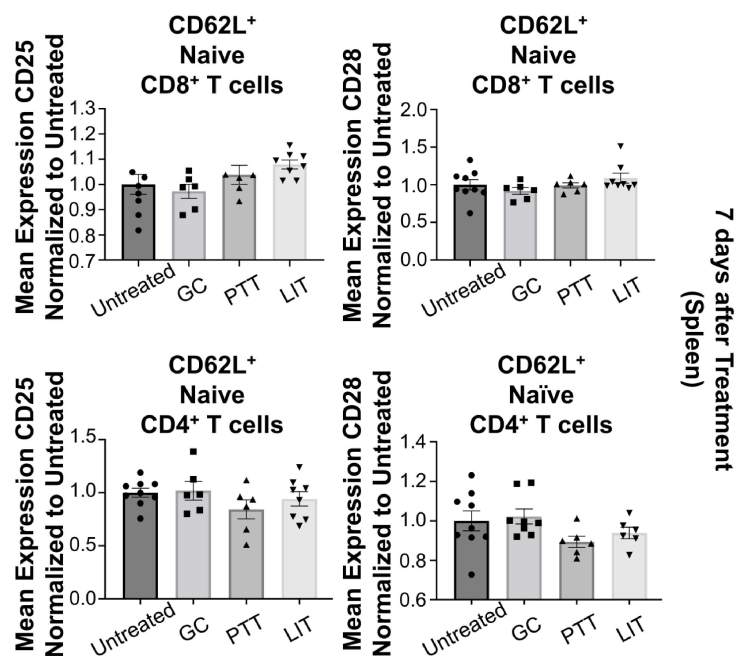 CD62L⁺
Naive
CD8⁺ T cells
Mean Expression CD25
Normalized to Untreated
1.3
1.2
1.1
1.0
0.9
0.8
0.7
Untreated
GC
PTT
LIT
CD62L⁺
Naive
CD8⁺ T cells
Mean Expression CD28
Normalized to Untreated
2.0
1.5
1.0
0.5
0.0
Untreated
GC
PTT
LIT
7 days after Treatment
(Spleen)
CD62L⁺
Naive
CD4⁺ T cells
Mean Expression CD25
Normalized to Untreated
1.5
1.0
0.5
0.0
Untreated
GC
PTT
LIT
CD62L⁺
Naïve
CD4⁺ T cells
Mean Expression CD28
Normalized to Untreated
1.4
1.2
1.0
0.8
0.6
Untreated
GC
PTT
LIT